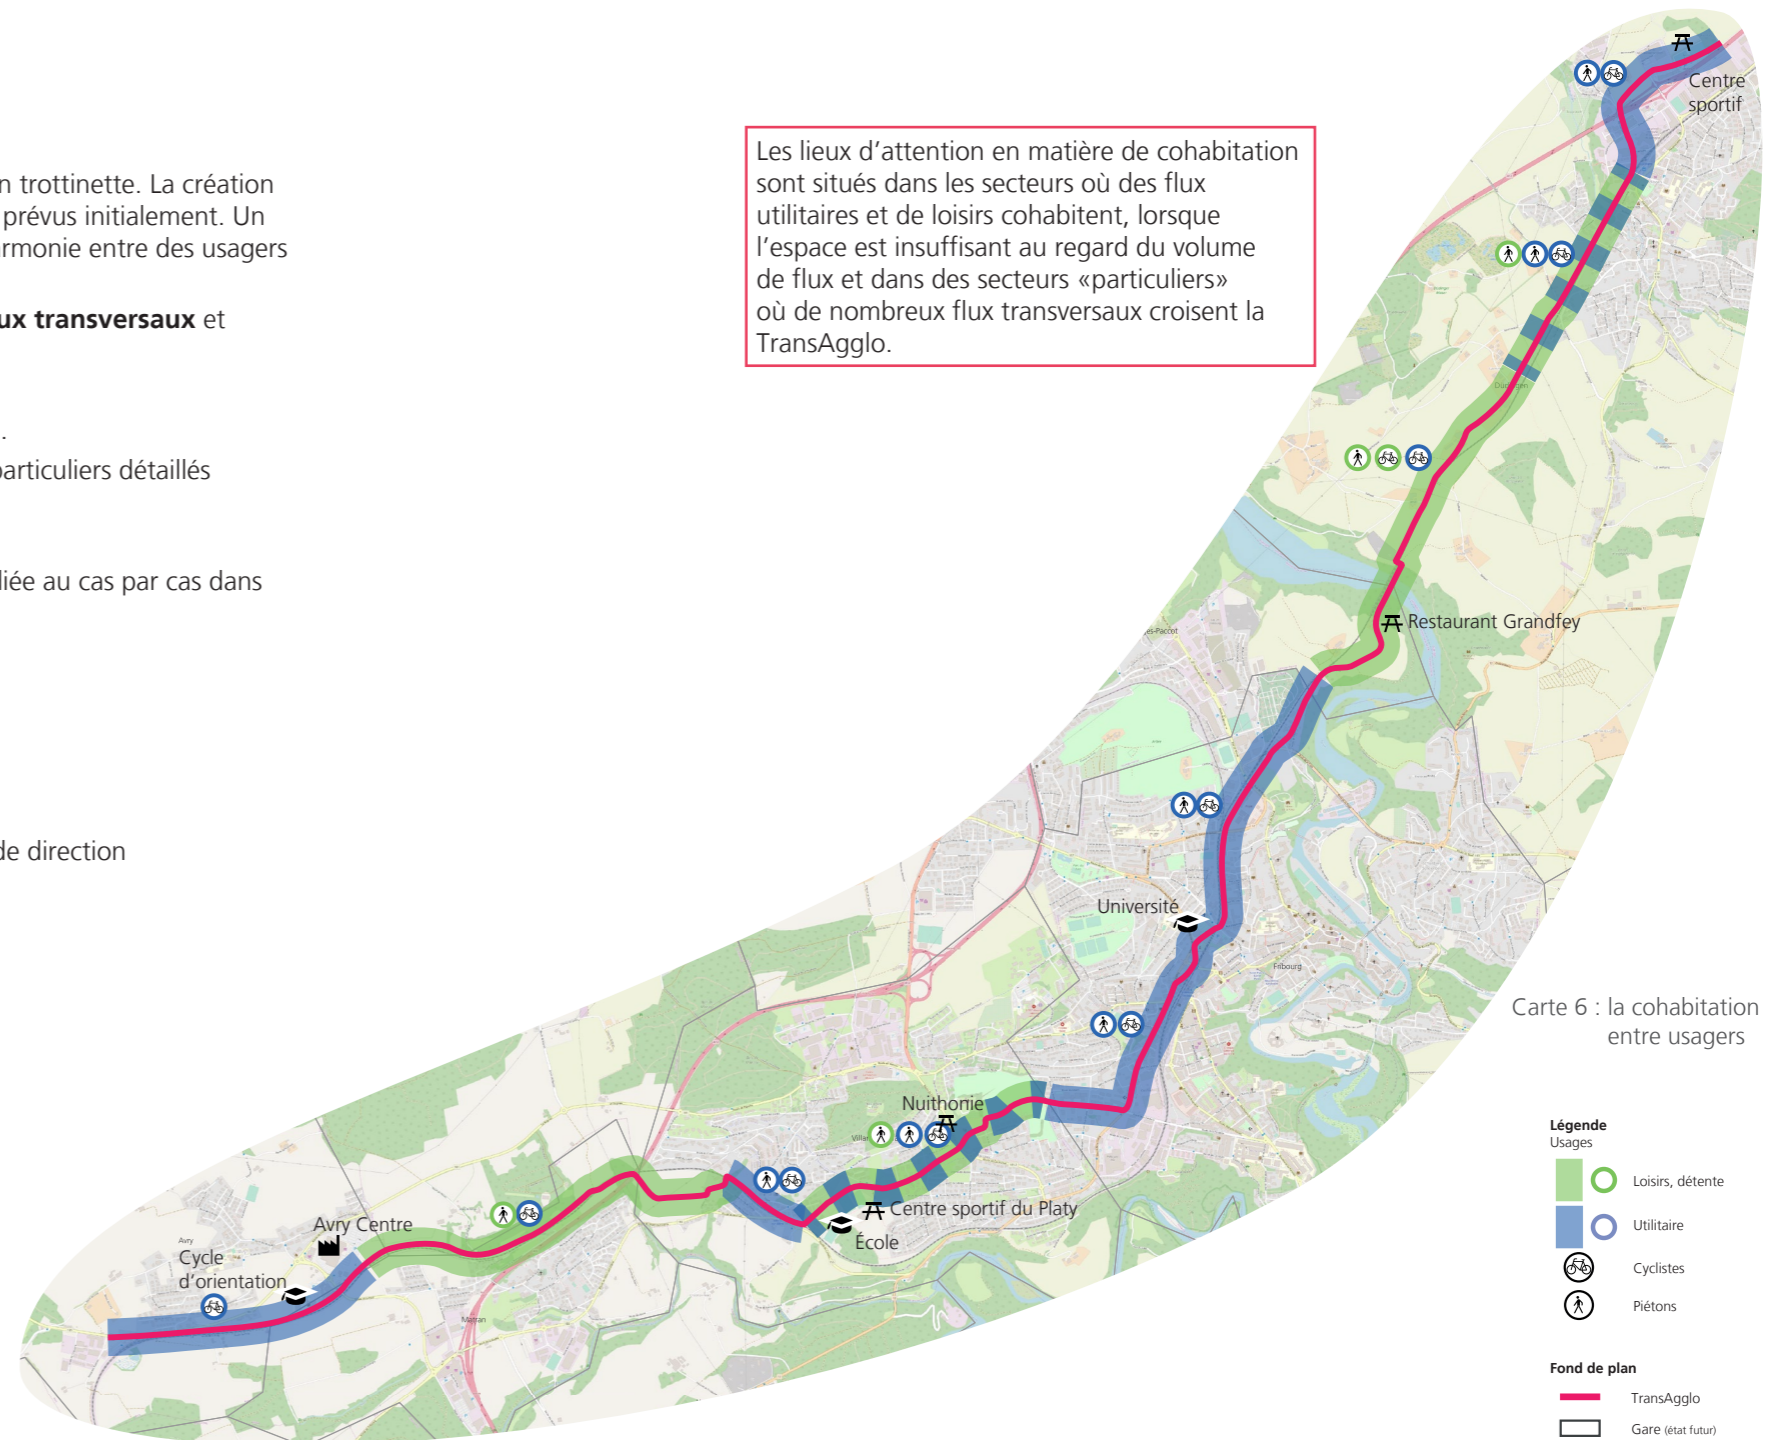 n trottinette. La création
prévus initialement. Un
armonie entre des usagers
ux transversaux et
.
particuliers détaillés
liée au cas par cas dans
de direction
Les lieux d'attention en matière de cohabitation
sont situés dans les secteurs où des flux
utilitaires et de loisirs cohabitent, lorsque
l'espace est insuffisant au regard du volume
de flux et dans des secteurs «particuliers»
où de nombreux flux transversaux croisent la
TransAgglo.
Centre
sportif
Restaurant Grandfey
Université
Fribourg
Nuithonie
Centre sportif du Platy
École
Avry Centre
Avry
Cycle
d'orientation
Matran
Carte 6 : la cohabitation
entre usagers
Légende
Usages
Loisirs, détente
Utilitaire
Cyclistes
Piétons
Fond de plan
TransAgglo
Gare (état futur)